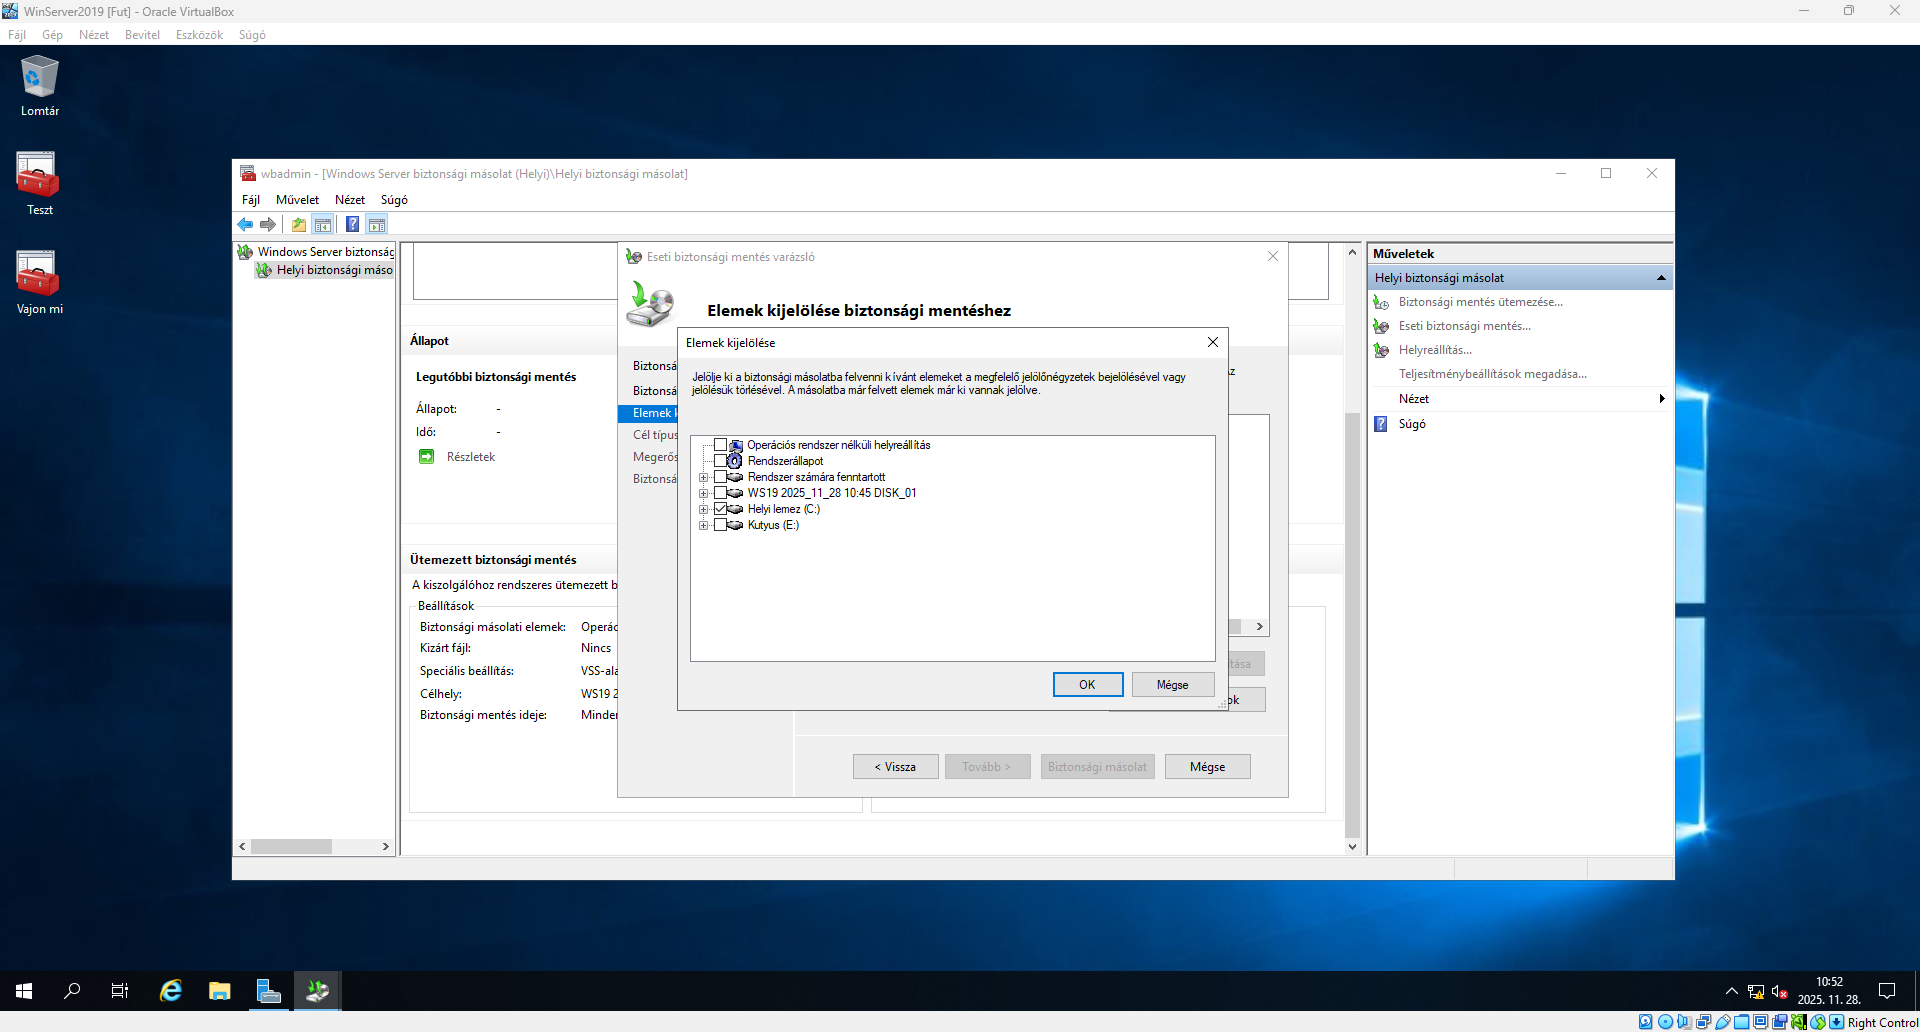 WinServer2019 [Fut] - Oracle VirtualBox
Fájl Gép Nézet Bevitel Eszközök Súgó
Lomtár
Teszt
Vajon mi
wbadmin - [Windows Server biztonsági másolat (Helyi)\Helyi biztonsági másolat]
Fájl Művelet Nézet Súgó
Windows Server biztonság
Helyi biztonsági máso
Állapot
Legutóbbi biztonsági mentés
Állapot: -
Idő: -
Részletek
Ütemezett biztonsági mentés
A kiszolgálóhoz rendszeres ütemezett b
Beállítások
Biztonsági másolati elemek: Operác
Kizárt fájl: Nincs
Speciális beállítás: VSS-ala
Célhely: WS19 2
Biztonsági mentés ideje: Minden
Eseti biztonsági mentés varázsló
Elemek kijelölése biztonsági mentéshez
Biztonsá
Biztonsá
Elemek k
Cél típus
Megerős
Biztonsá
Elemek kijelölése
Jelölje ki a biztonsági másolatba felvenni kívánt elemeket a megfelelő jelölőnégyzetek bejelölésével vagy
jelölésük törlésével. A másolatba már felvett elemek már ki vannak jelölve.
Operációs rendszer nélküli helyreállítás
Rendszerállapot
Rendszer számára fenntartott
WS19 2025_11_28 10:45 DISK_01
Helyi lemez (C:)
Kutyus (E:)
OK Mégse
< Vissza Tovább > Biztonsági másolat Mégse
Műveletek
Helyi biztonsági másolat
Biztonsági mentés ütemezése...
Eseti biztonsági mentés...
Helyreállítás...
Teljesítménybeállítások megadása...
Nézet
Súgó
10:52
2025. 11. 28.
Right Control